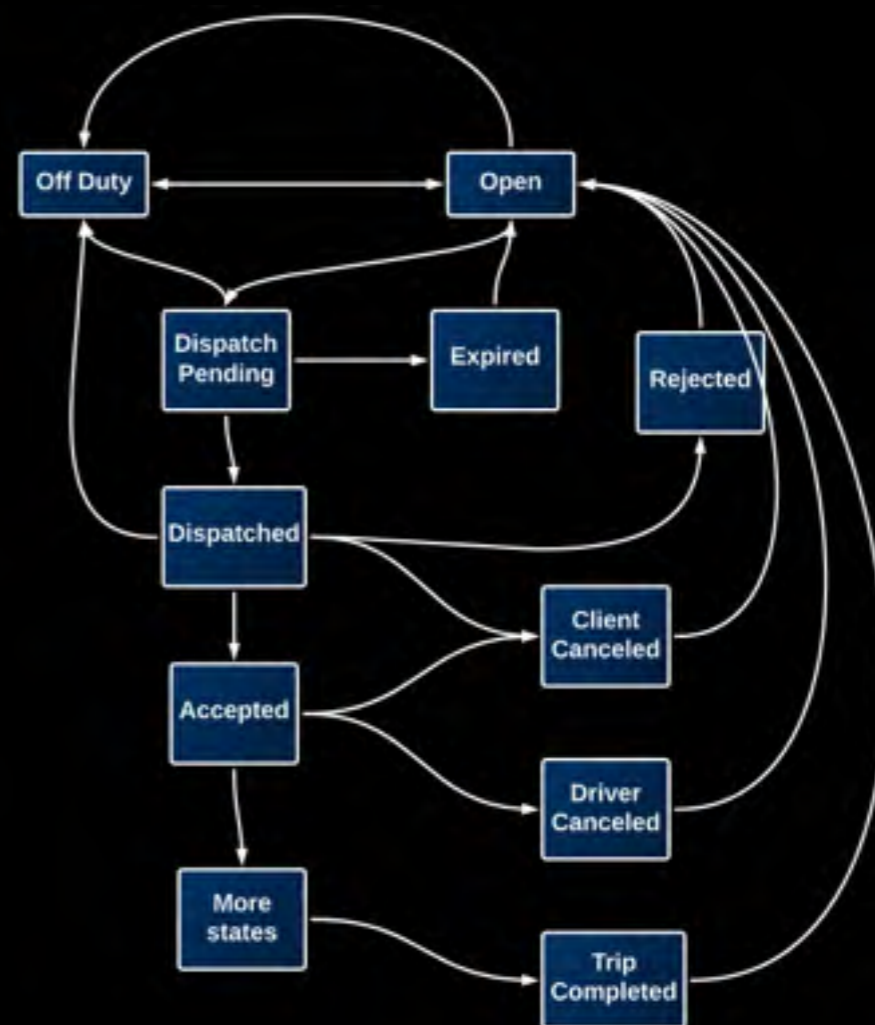 Off Duty
Open
Dispatch
Pending
Expired
Rejected
Dispatched
Client
Canceled
Accepted
Driver
Canceled
More
states
Trip
Completed